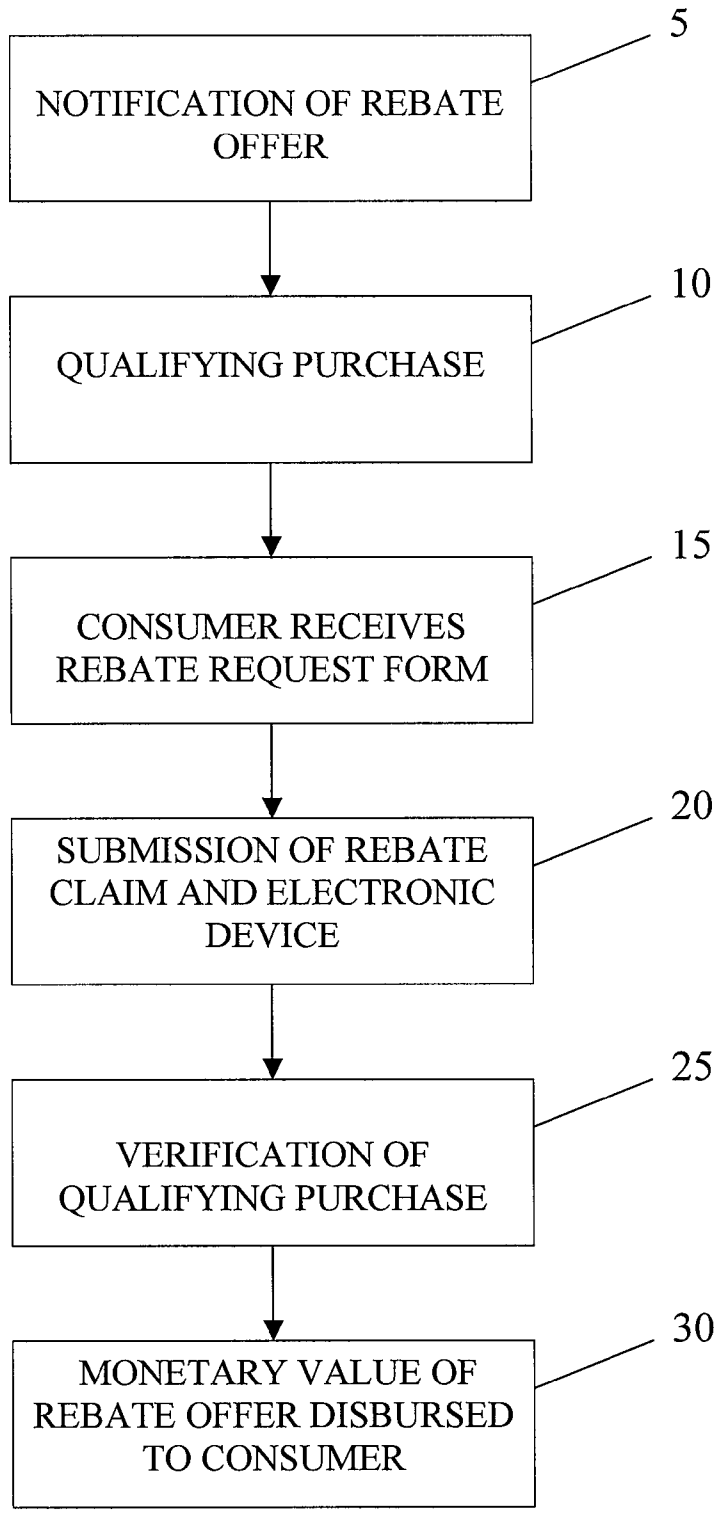 5
NOTIFICATION OF REBATE
OFFER
10
QUALIFYING PURCHASE
15
CONSUMER RECEIVES
REBATE REQUEST FORM
20
SUBMISSION OF REBATE
CLAIM AND ELECTRONIC
DEVICE
25
VERIFICATION OF
QUALIFYING PURCHASE
30
MONETARY VALUE OF
REBATE OFFER DISBURSED
TO CONSUMER